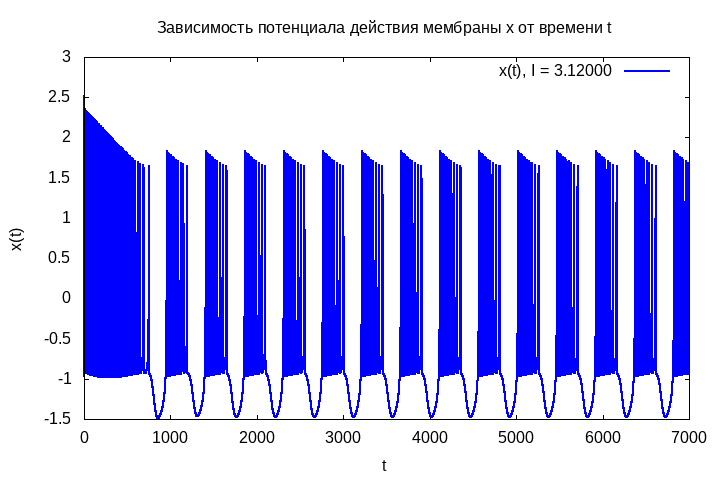 Зависимость потенциала действия мембраны x от времени t
x(t), I = 3.12000
3
2.5
2
1.5
1
0.5
0
-0.5
-1
-1.5
x(t)
0 1000 2000 3000 4000 5000 6000 7000
t